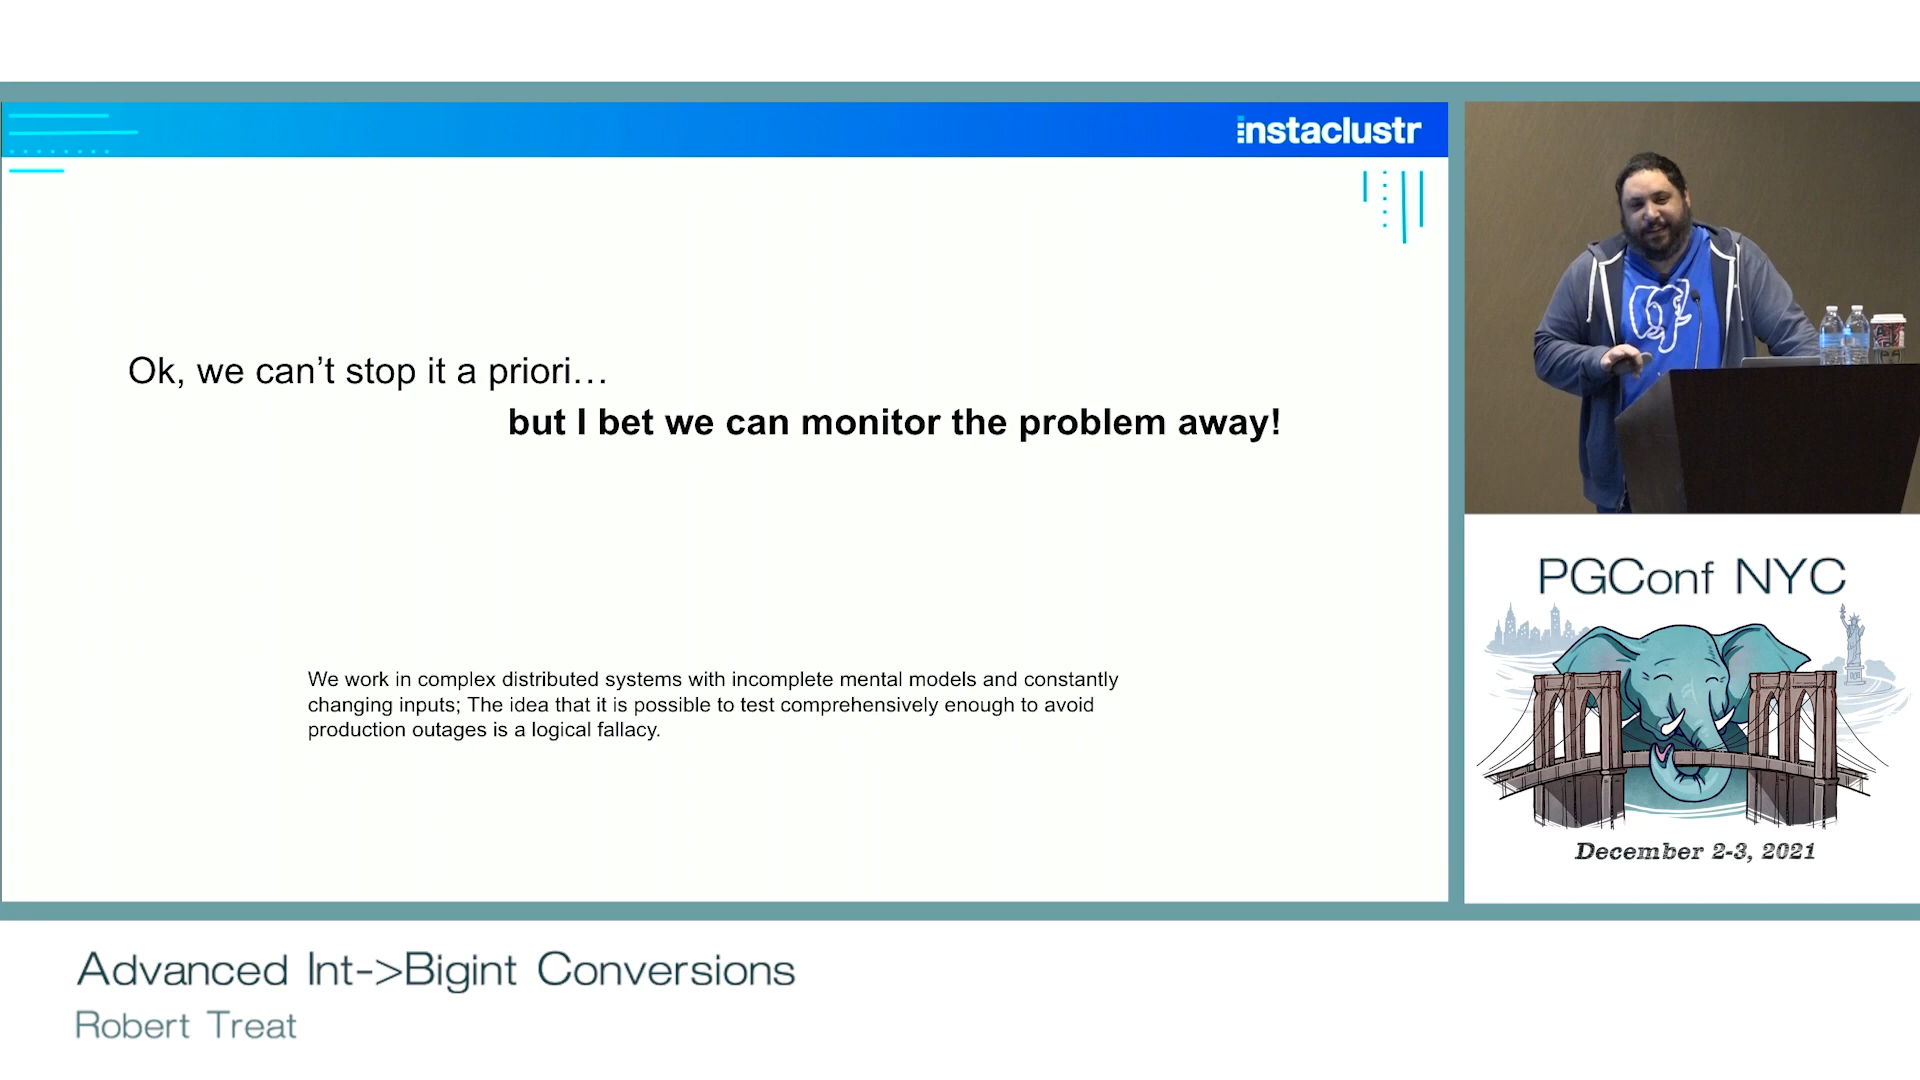 instaclustr
Ok, we can’t stop it a priori…
but I bet we can monitor the problem away!
We work in complex distributed systems with incomplete mental models and constantly
changing inputs; The idea that it is possible to test comprehensively enough to avoid
production outages is a logical fallacy.
PGConf NYC
December 2-3, 2021
Advanced Int->Bigint Conversions
Robert Treat